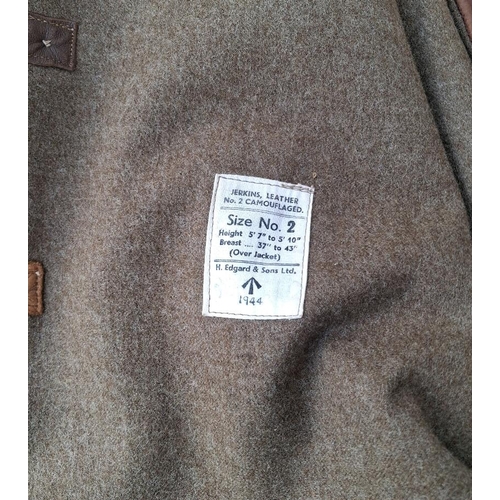 JERKINS, LEATHER
No. 2 CAMOUFLAGED.
Size No. 2
Height 5' 7" to 5' 10"
Breast .... 37" to 43"
(Over Jacket)
H. Edgard & Sons Ltd.
1944